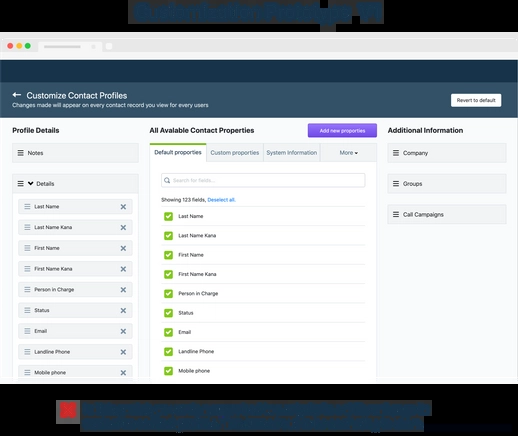 Customization Prototype V1
Customize Contact Profiles
Changes made will appear on every contact record you view for every users
Revert to default
Profile Details
All Avalable Contact Properties
Add new properties
Additional Information
Notes
Default properties
Custom properties
System Information
More
Company
Details
Search for fields...
Groups
Showing 123 fields, Deselect all.
Call Campaigns
Last Name
Last Name Kana
First Name
First Name Kana
Person in Charge
Status
Email
Landline Phone
Mobile phone
Last Name
Last Name Kana
First Name
First Name Kana
Person in Charge
Status
Email
Landline Phone
Mobile.phone